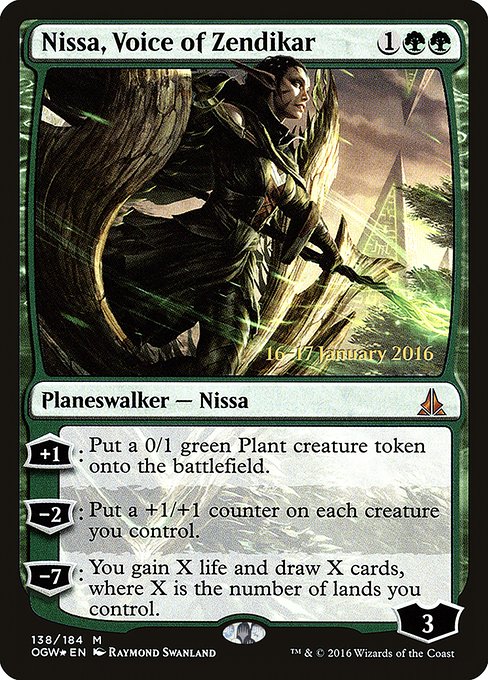 Nissa, Voice of Zendikar 1
16–17 January 2016
Planeswalker — Nissa
+1: Put a 0/1 green Plant creature token
onto the battlefield.
−2: Put a +1/+1 counter on each creature
you control.
−7: You gain X life and draw X cards,
where X is the number of lands you
control.
3
138/184 M
OGW★EN Raymond Swanland
™ & © 2016 Wizards of the Coast